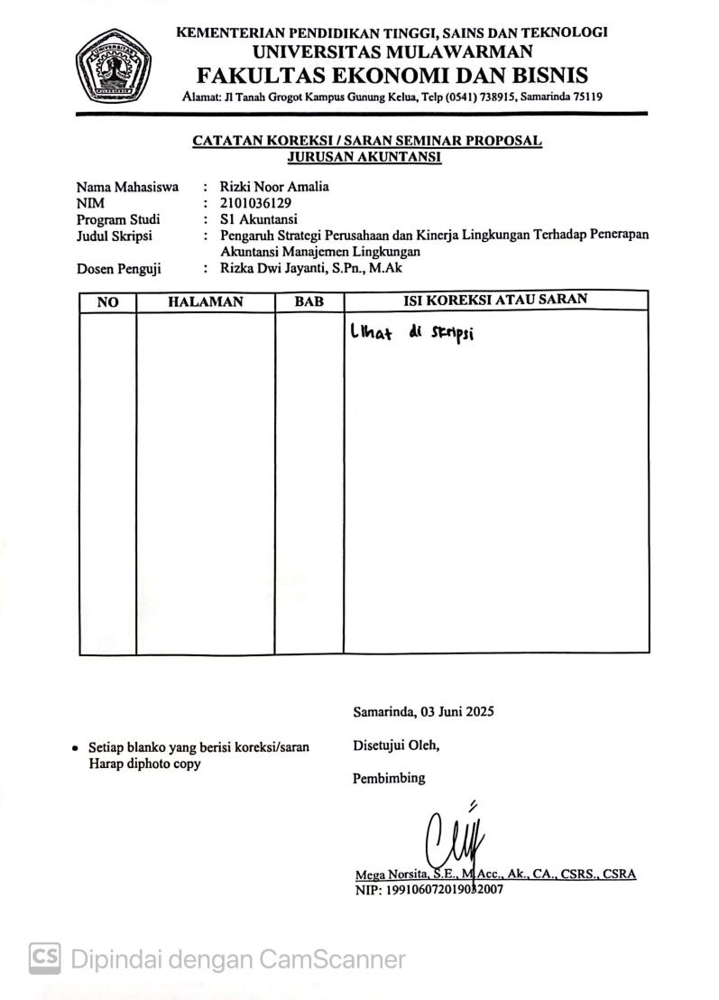 KEMENTERIAN PENDIDIKAN TINGGI, SAINS DAN TEKNOLOGI
UNIVERSITAS MULAWARMAN
FAKULTAS EKONOMI DAN BISNIS
Alamat: Jl Tanah Grogot Kampus Gunung Kelua, Telp (0541) 738915, Samarinda 75119
CATATAN KOREKSI / SARAN SEMINAR PROPOSAL
JURUSAN AKUNTANSI
Nama Mahasiswa : Rizki Noor Amalia
NIM : 2101036129
Program Studi : S1 Akuntansi
Judul Skripsi : Pengaruh Strategi Perusahaan dan Kinerja Lingkungan Terhadap Penerapan
Akuntansi Manajemen Lingkungan
Dosen Penguji : Rizka Dwi Jayanti, S.Pn., M.Ak
NO HALAMAN BAB ISI KOREKSI ATAU SARAN
Lihat di skripsi
Samarinda, 03 Juni 2025
• Setiap blanko yang berisi koreksi/saran
Harap diphoto copy
Disetujui Oleh,
Pembimbing
Mega Norsita, S.E., M.Acc., Ak., CA., CSRS., CSRA
NIP: 199106072019032007
CS Dipindai dengan CamScanner